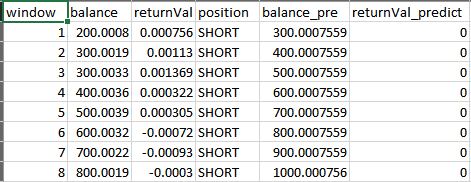 window balance returnVal position balance_pre returnVal_predict
1 200.0008 0.000756 SHORT 300.0007559 0
2 300.0019 0.00113 SHORT 400.0007559 0
3 300.0033 0.001369 SHORT 500.0007559 0
4 400.0036 0.000322 SHORT 600.0007559 0
5 500.0039 0.000305 SHORT 700.0007559 0
6 600.0032 -0.00072 SHORT 800.0007559 0
7 700.0022 -0.00093 SHORT 900.0007559 0
8 800.0019 -0.0003 SHORT 1000.000756 0